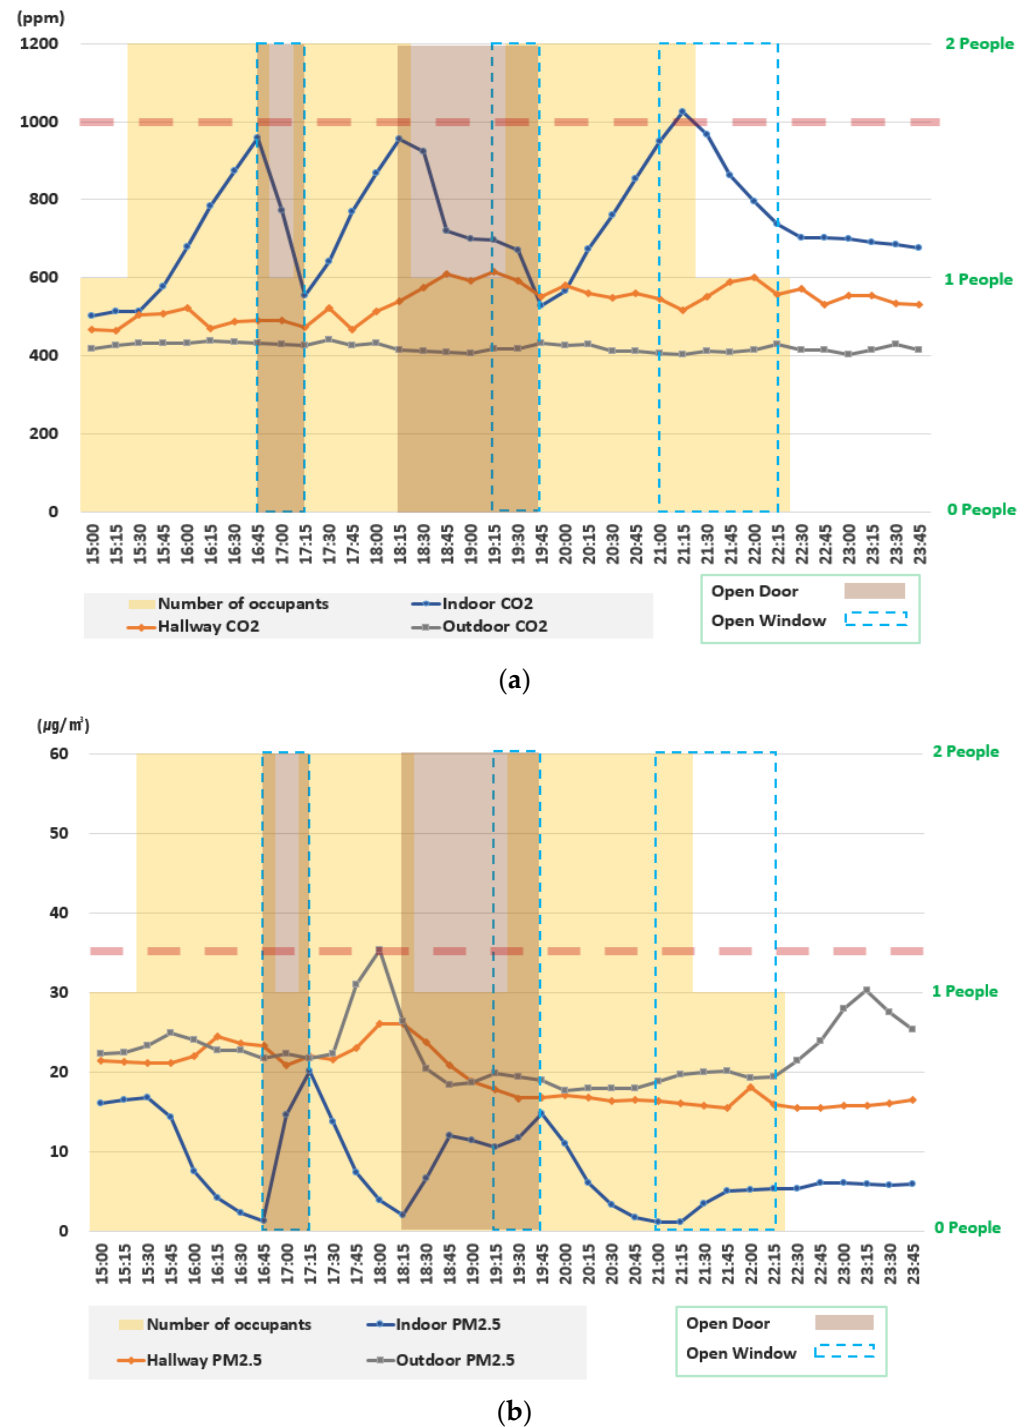 (ppm)
1200
1000
800
600
400
200
0
2 People
1 People
0 People
15:00 15:15 15:30 15:45 16:00 16:15 16:30 16:45 17:00 17:15 17:30 17:45 18:00 18:15 18:30 18:45 19:00 19:15 19:30 19:45 20:00 20:15 20:30 20:45 21:00 21:15 21:30 21:45 22:00 22:15 22:30 22:45 23:00 23:15 23:30 23:45
Number of occupants
Indoor CO2
Hallway CO2
Outdoor CO2
Open Door
Open Window
(a)
(µg/㎥)
60
50
40
30
20
10
0
2 People
1 People
0 People
15:00 15:15 15:30 15:45 16:00 16:15 16:30 16:45 17:00 17:15 17:30 17:45 18:00 18:15 18:30 18:45 19:00 19:15 19:30 19:45 20:00 20:15 20:30 20:45 21:00 21:15 21:30 21:45 22:00 22:15 22:30 22:45 23:00 23:15 23:30 23:45
Number of occupants
Indoor PM2.5
Hallway PM2.5
Outdoor PM2.5
Open Door
Open Window
(b)